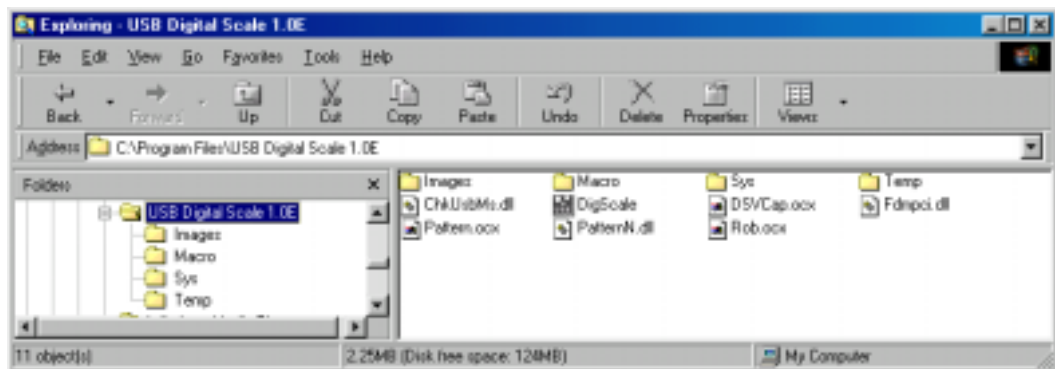 Exploring - USB Digital Scale 1.0E
File Edit View Go Favorites Tools Help
Back Forward Up Cut Copy Paste Undo Delete Properties Views
Address C:\Program Files\USB Digital Scale 1.0E
Folders
USB Digital Scale 1.0E
Images
Macro
Sys
Temp
Images Macro Sys Temp
ChkUsbMs.dll DigScale DSVCap.ocx Fdmpci.dll
Pattern.ocx PatternN.dll Rob.ocx
11 object(s) 2.25MB (Disk free space: 124MB) My Computer